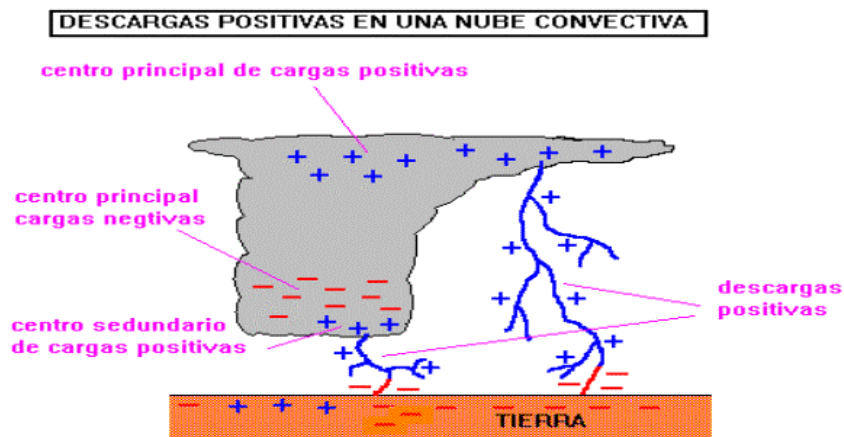 DESCARGAS POSITIVAS EN UNA NUBE CONVECTIVA
centro principal de cargas positivas
centro principal
cargas negtivas
centro sedundario
de cargas positivas
descargas
positivas
TIERRA